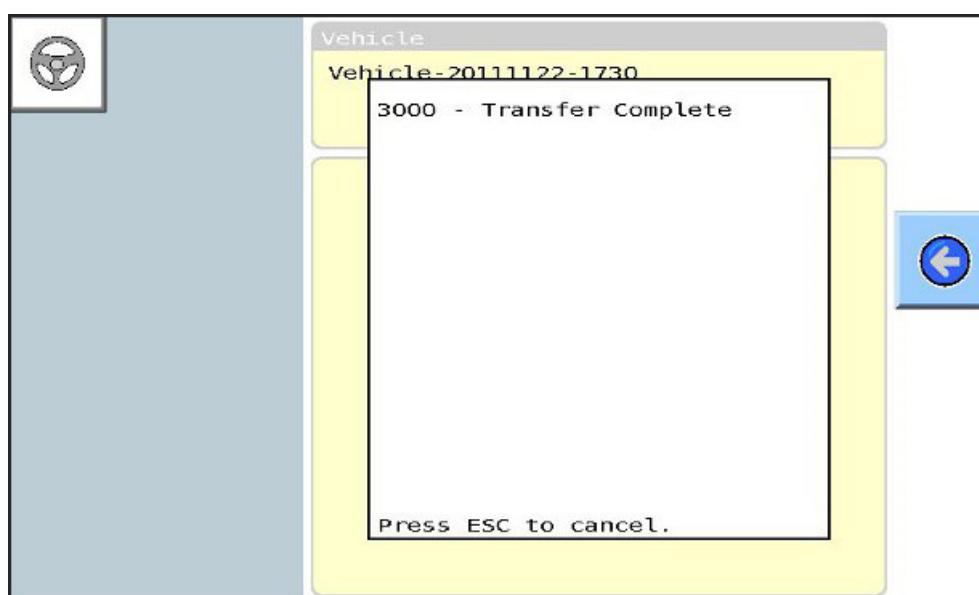 Vehicle
Vehicle-20111122-1730
3000 - Transfer Complete
Press ESC to cancel.